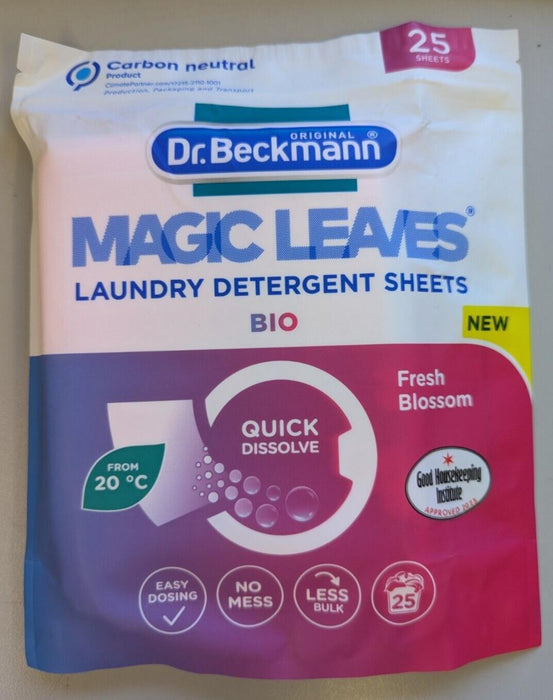 Carbon neutral
Product
Production, Packaging and Transport
25
SHEETS
ORIGINAL ®
Dr.Beckmann
MAGIC LEAVES®
LAUNDRY DETERGENT SHEETS
BIO
NEW
Fresh
Blossom
QUICK
DISSOLVE
FROM
20 °C
Good Housekeeping
Institute
EASY
DOSING
NO
MESS
LESS
BULK
25